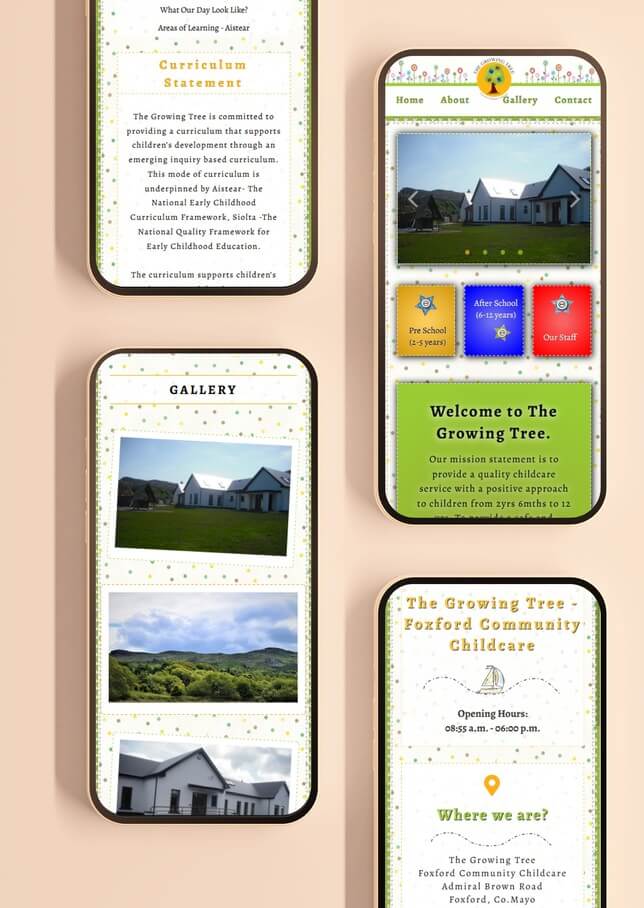 What Our Day Look Like?
Areas of Learning - Aistear
Curriculum
Statement
The Growing Tree is committed to
providing a curriculum that supports
children's development through an
emerging inquiry based curriculum.
This mode of curriculum is
underpinned by Aistear- The
National Early Childhood
Curriculum Framework, Siolta -The
National Quality Framework for
Early Childhood Education.
The curriculum supports children's
GALLERY
THE GROWING TREE
Home About Gallery Contact
Pre School
(2-5 years)
After School
(6-12 years)
Our Staff
Welcome to The
Growing Tree.
Our mission statement is to
provide a quality childcare
service with a positive approach
to children from 2yrs 6mths to 12
yrs. To provide a safe and
The Growing Tree -
Foxford Community
Childcare
Opening Hours:
08:55 a.m. - 06:00 p.m.
Where we are?
The Growing Tree
Foxford Community Childcare
Admiral Brown Road
Foxford, Co.Mayo